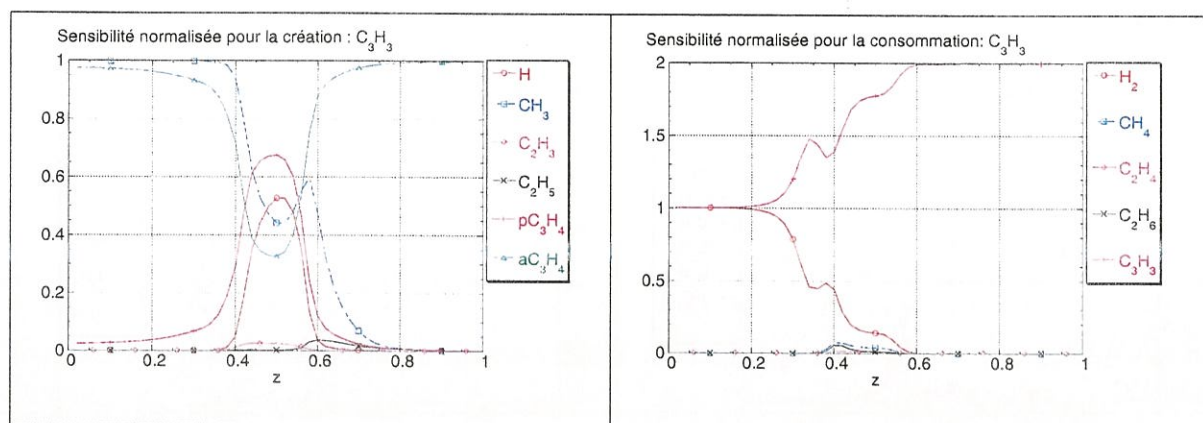 Sensibilité normalisée pour la création : C₃H₃
1
0.8
0.6
0.4
0.2
0
0
0.2
0.4
0.6
0.8
1
z
H
CH₃
C₂H₃
C₂H₅
pC₃H₄
aC₃H₄
Sensibilité normalisée pour la consommation: C₃H₃
2
1.5
1
0.5
0
0
0.2
0.4
0.6
0.8
1
z
H₂
CH₄
C₂H₄
C₂H₆
C₃H₃